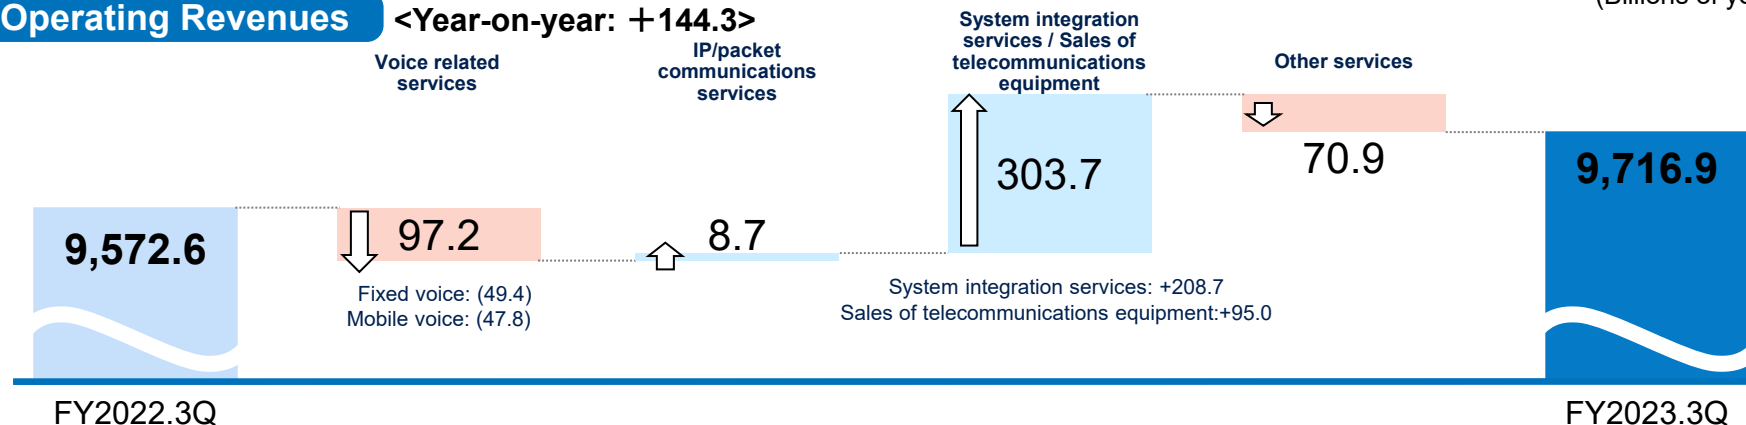 Operating Revenues
<Year-on-year: +144.3>
(Billions of
Voice related
services
IP/packet
communications
services
System integration
services / Sales of
telecommunications
equipment
Other services
9,572.6
97.2
8.7
303.7
70.9
9,716.9
Fixed voice: (49.4)
Mobile voice: (47.8)
System integration services: +208.7
Sales of telecommunications equipment:+95.0
FY2022.3Q
FY2023.3Q